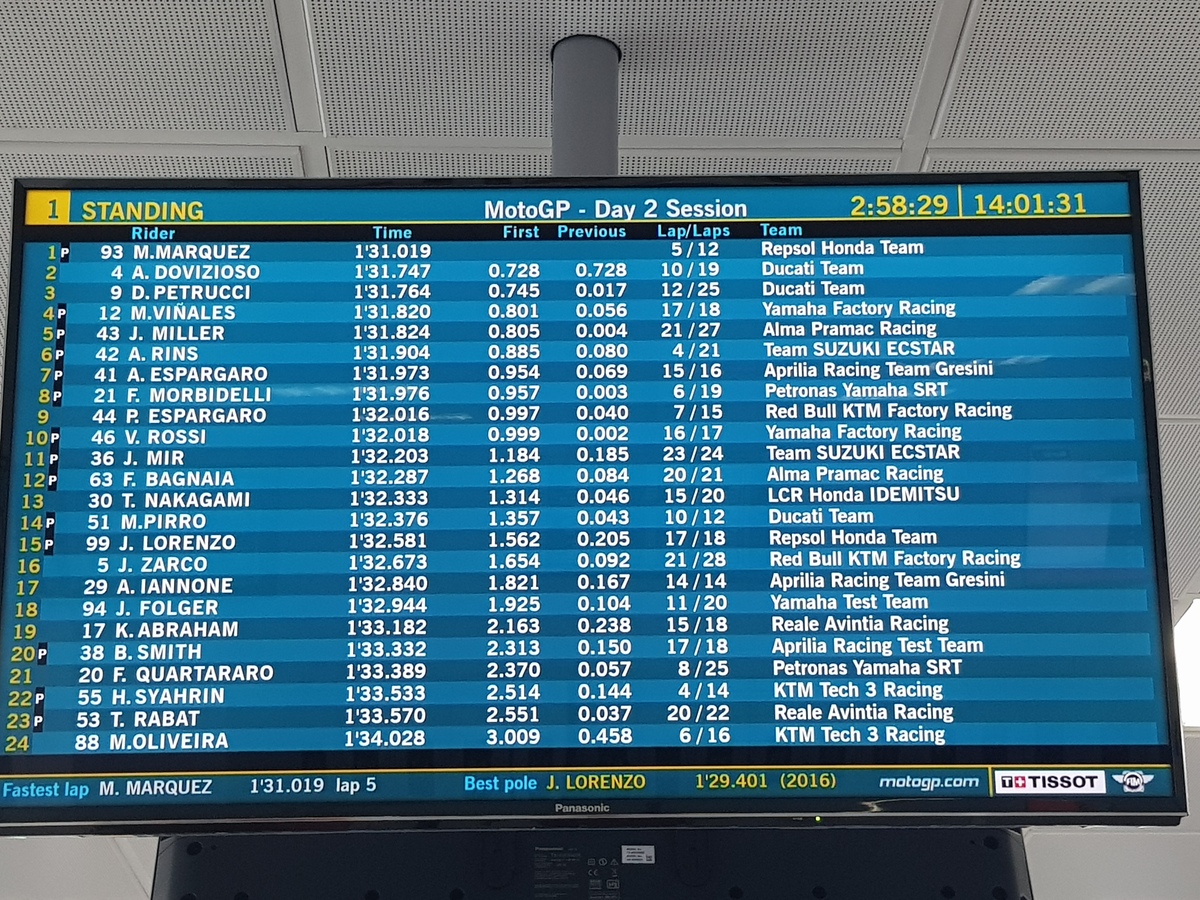 1 STANDING MotoGP - Day 2 Session 2:58:29 14:01:31
Rider Time First Previous Lap/Laps Team
1 P 93 M.MARQUEZ 1'31.019 5/12 Repsol Honda Team
2 4 A. DOVIZIOSO 1'31.747 0.728 0.728 10/19 Ducati Team
3 9 D. PETRUCCI 1'31.764 0.745 0.017 12/25 Ducati Team
4 P 12 M.VIÑALES 1'31.820 0.801 0.056 17/18 Yamaha Factory Racing
5 P 43 J. MILLER 1'31.824 0.805 0.004 21/27 Alma Pramac Racing
6 P 42 A. RINS 1'31.904 0.885 0.080 4/21 Team SUZUKI ECSTAR
7 P 41 A. ESPARGARO 1'31.973 0.954 0.069 15/16 Aprilia Racing Team Gresini
8 P 21 F. MORBIDELLI 1'31.976 0.957 0.003 6/19 Petronas Yamaha SRT
9 44 P. ESPARGARO 1'32.016 0.997 0.040 7/15 Red Bull KTM Factory Racing
10 P 46 V. ROSSI 1'32.018 0.999 0.002 16/17 Yamaha Factory Racing
11 P 36 J. MIR 1'32.203 1.184 0.185 23/24 Team SUZUKI ECSTAR
12 P 63 F. BAGNAIA 1'32.287 1.268 0.084 20/21 Alma Pramac Racing
13 30 T. NAKAGAMI 1'32.333 1.314 0.046 15/20 LCR Honda IDEMITSU
14 P 51 M.PIRRO 1'32.376 1.357 0.043 10/12 Ducati Team
15 P 99 J. LORENZO 1'32.581 1.562 0.205 17/18 Repsol Honda Team
16 5 J. ZARCO 1'32.673 1.654 0.092 21/28 Red Bull KTM Factory Racing
17 29 A. IANNONE 1'32.840 1.821 0.167 14/14 Aprilia Racing Team Gresini
18 94 J. FOLGER 1'32.944 1.925 0.104 11/20 Yamaha Test Team
19 17 K. ABRAHAM 1'33.182 2.163 0.238 15/18 Reale Avintia Racing
20 P 38 B. SMITH 1'33.332 2.313 0.150 17/18 Aprilia Racing Test Team
21 20 F. QUARTARARO 1'33.389 2.370 0.057 8/25 Petronas Yamaha SRT
22 P 55 H. SYAHRIN 1'33.533 2.514 0.144 4/14 KTM Tech 3 Racing
23 P 53 T. RABAT 1'33.570 2.551 0.037 20/22 Reale Avintia Racing
24 88 M.OLIVEIRA 1'34.028 3.009 0.458 6/16 KTM Tech 3 Racing
Fastest lap M. MARQUEZ 1'31.019 lap 5 Best pole J. LORENZO 1'29.401 (2016) motogp.com T+TISSOT FIM
Panasonic